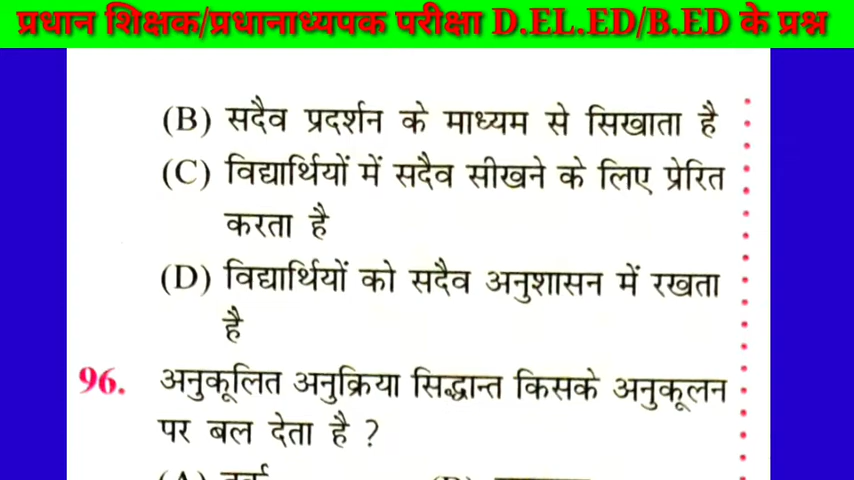 प्रधान शिक्षक/प्रधानाध्यपक परीक्षा D.EL.ED/B.ED के प्रश्न
(B) सदैव प्रदर्शन के माध्यम से सिखाता है
(C) विद्यार्थियों में सदैव सीखने के लिए प्रेरित
करता है
(D) विद्यार्थियों को सदैव अनुशासन में रखता
है
96. अनुकूलित अनुक्रिया सिद्धान्त किसके अनुकूलन
पर बल देता है ?